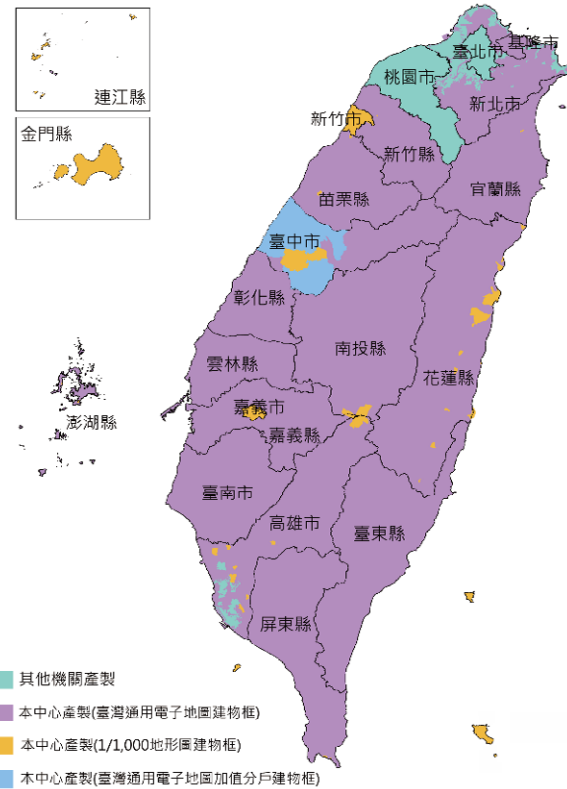 連江縣
金門縣
基隆市
臺北市
桃園市
新北市
新竹市
新竹縣
宜蘭縣
苗栗縣
臺中市
彰化縣
南投縣
雲林縣
花蓮縣
嘉義市
澎湖縣
嘉義縣
臺南市
高雄市
臺東縣
屏東縣
其他機關產製
本中心產製(臺灣通用電子地圖建物框)
本中心產製(1/1,000地形圖建物框)
本中心產製(臺灣通用電子地圖加值分戶建物框)